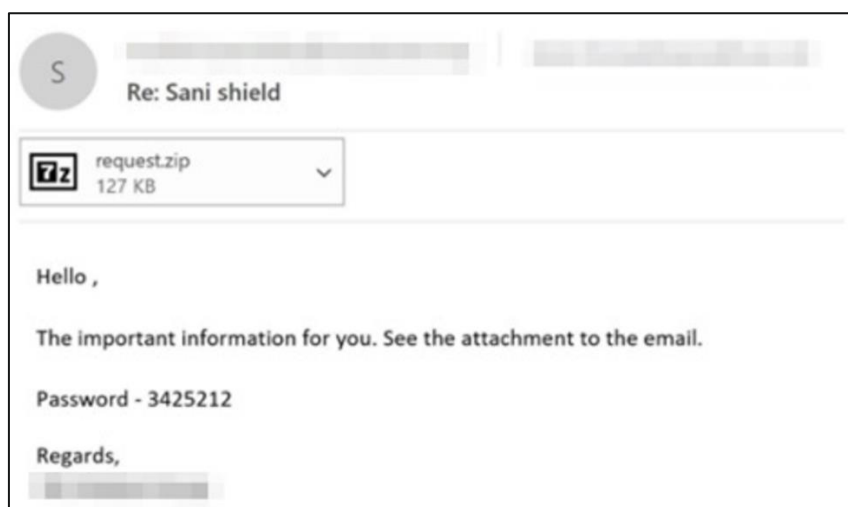 S
Re: Sani shield
7z
request.zip
127 KB
Hello ,
The important information for you. See the attachment to the email.
Password - 3425212
Regards,